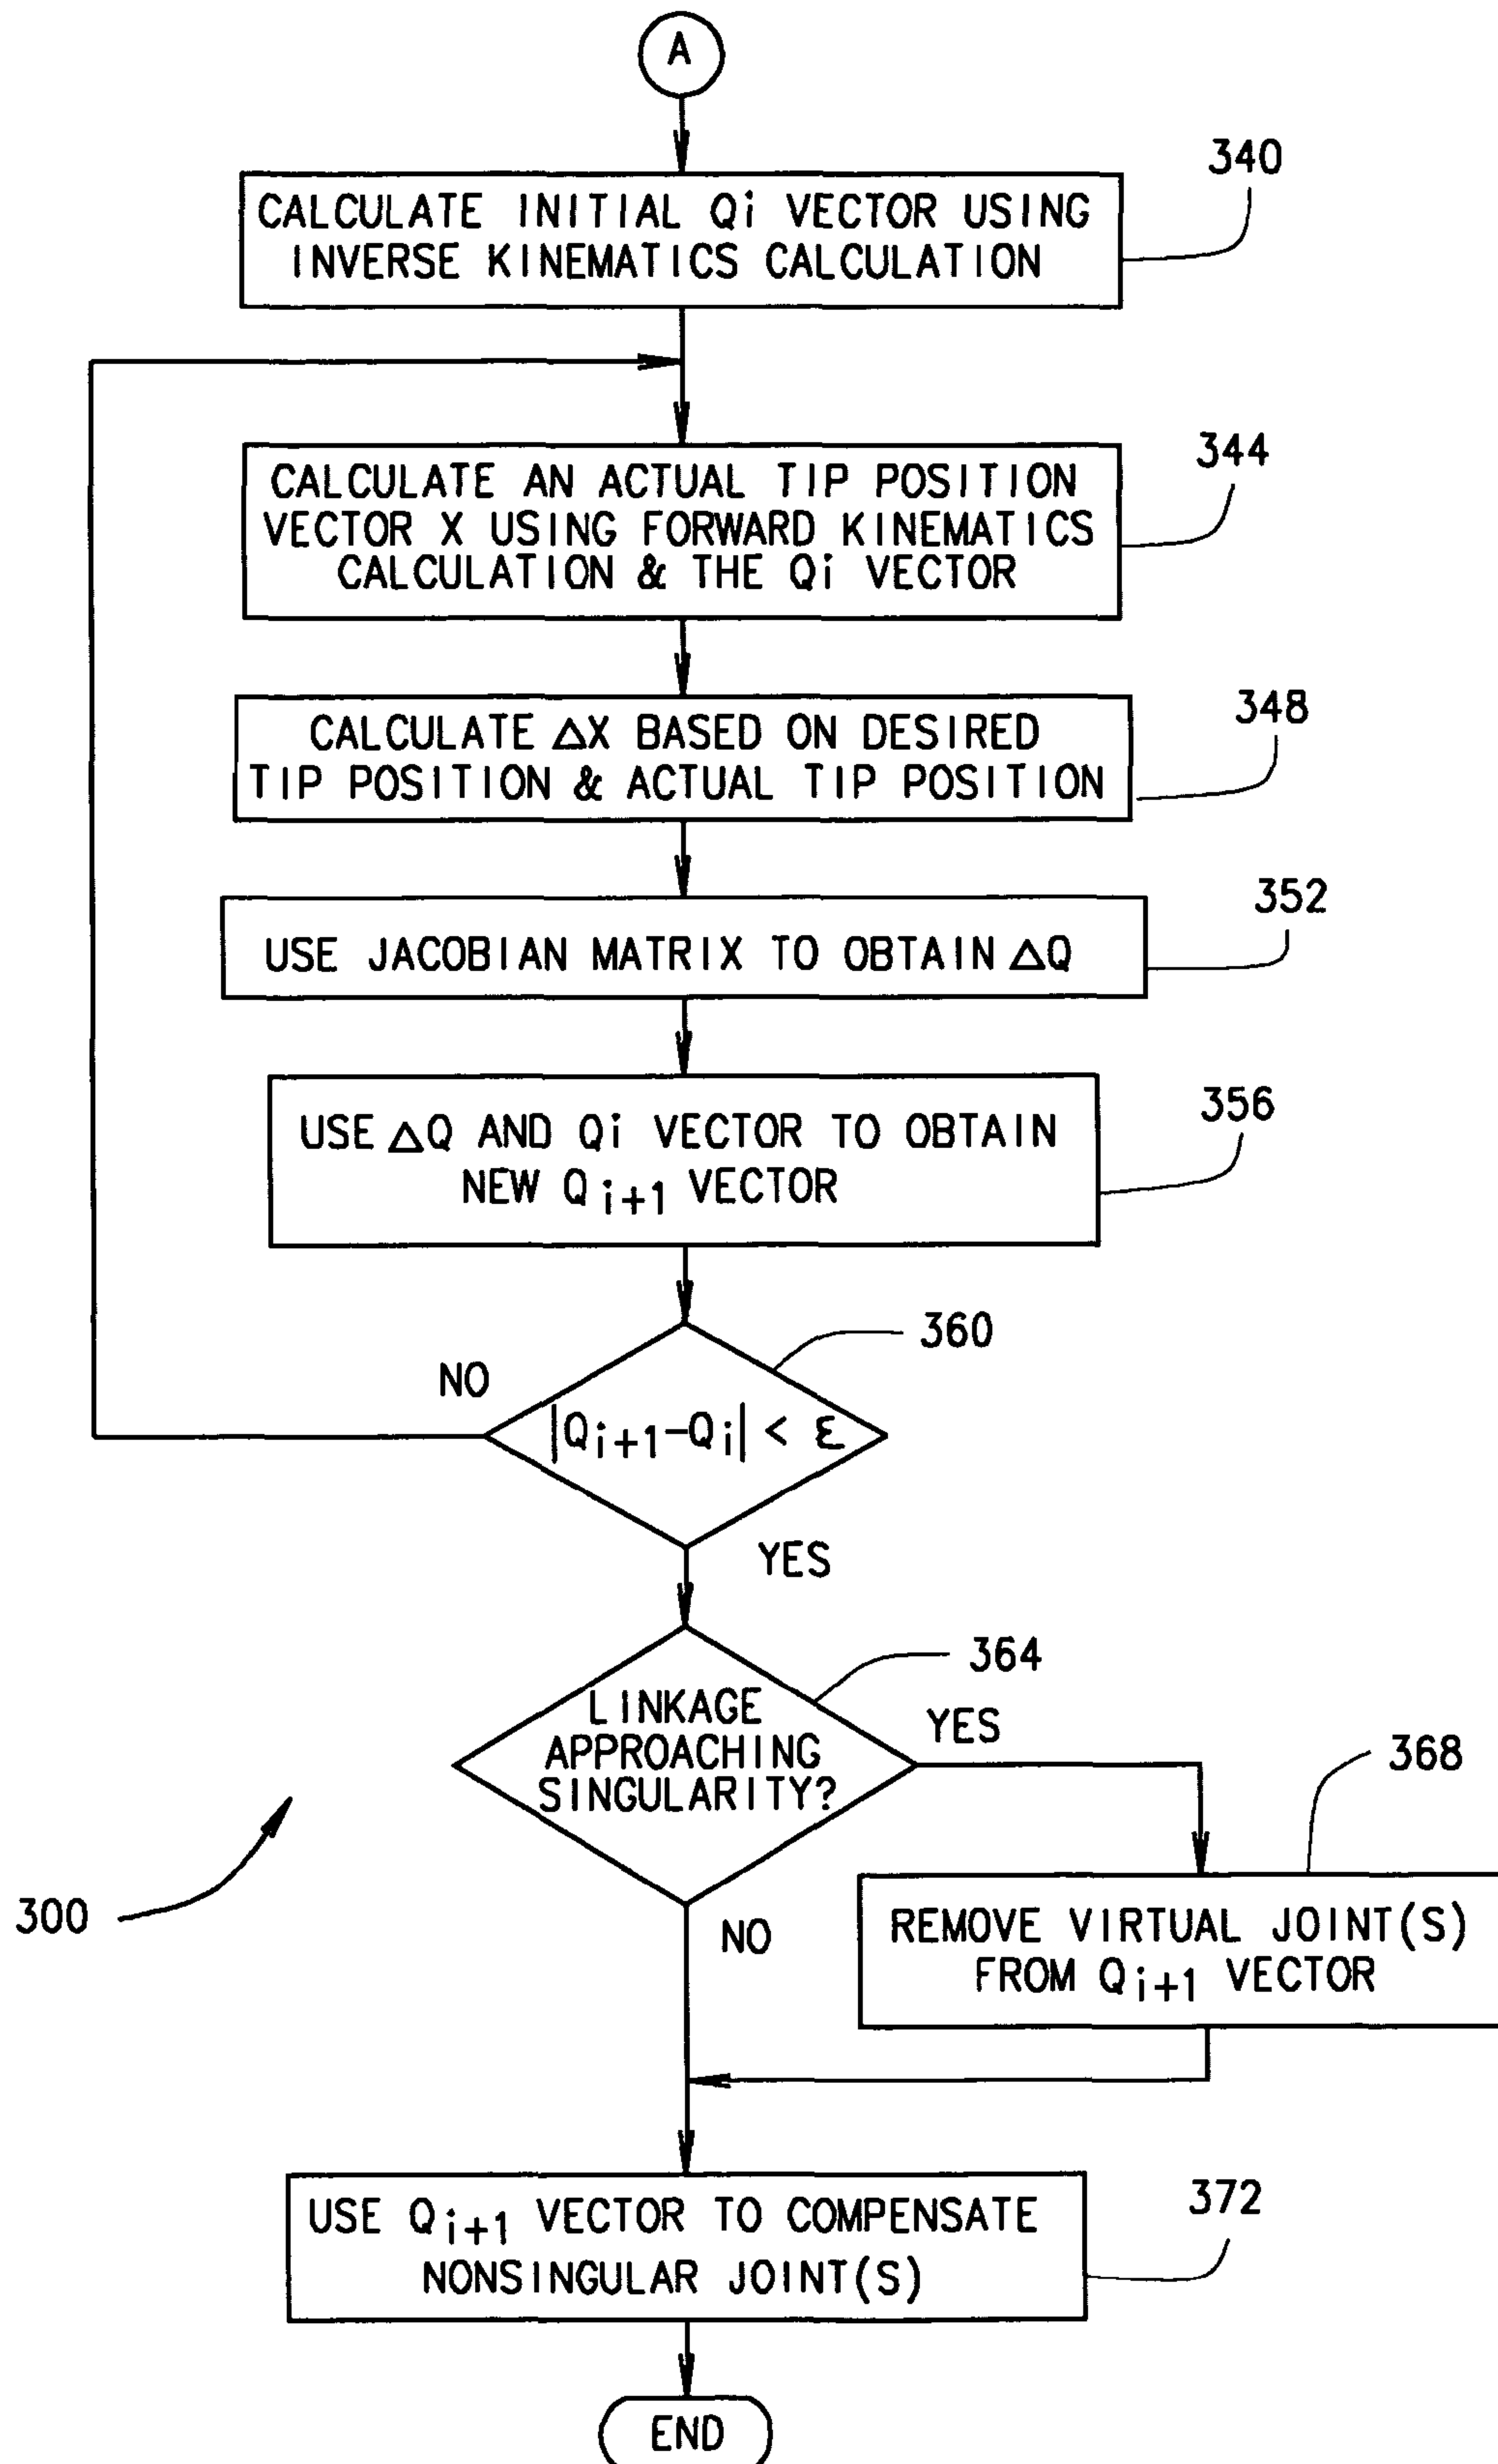 A
340
CALCULATE INITIAL Qi VECTOR USING
INVERSE KINEMATICS CALCULATION
344
CALCULATE AN ACTUAL TIP POSITION
VECTOR X USING FORWARD KINEMATICS
CALCULATION & THE Qi VECTOR
348
CALCULATE ΔX BASED ON DESIRED
TIP POSITION & ACTUAL TIP POSITION
352
USE JACOBIAN MATRIX TO OBTAIN ΔQ
356
USE ΔQ AND Qi VECTOR TO OBTAIN
NEW Qi+1 VECTOR
360
NO
|Qi+1-Qi| < ε
YES
364
LINKAGE
APPROACHING
SINGULARITY?
YES
368
300
NO
REMOVE VIRTUAL JOINT(S)
FROM Qi+1 VECTOR
372
USE Qi+1 VECTOR TO COMPENSATE
NONSINGULAR JOINT(S)
END